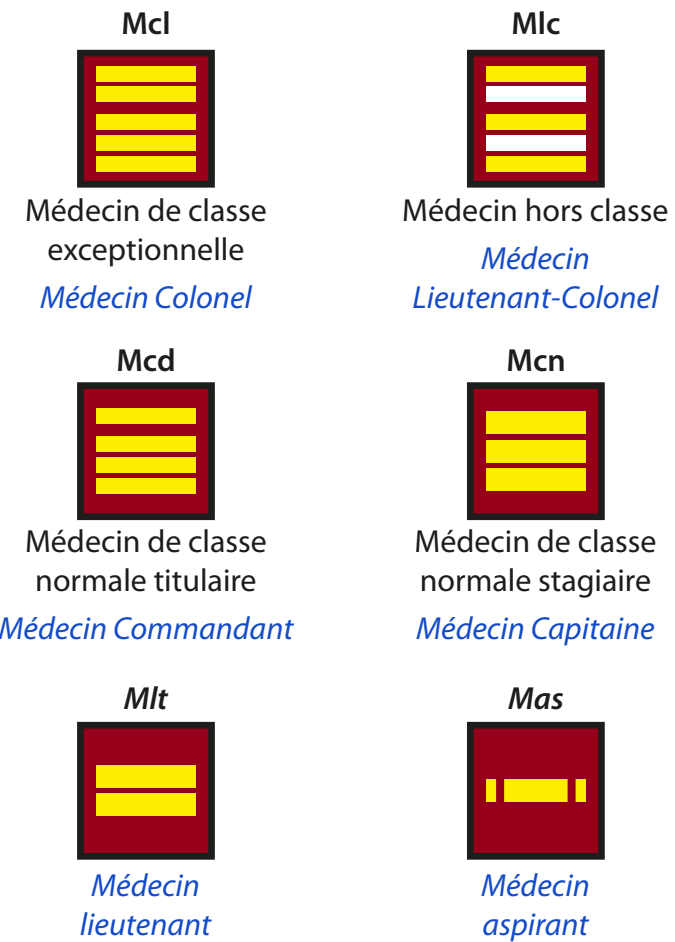 Mcl
Médecin de classe
exceptionnelle
Médecin Colonel
Mlc
Médecin hors classe
Médecin
Lieutenant-Colonel
Mcd
Médecin de classe
normale titulaire
Médecin Commandant
Mcn
Médecin de classe
normale stagiaire
Médecin Capitaine
Mlt
Médecin
lieutenant
Mas
Médecin
aspirant